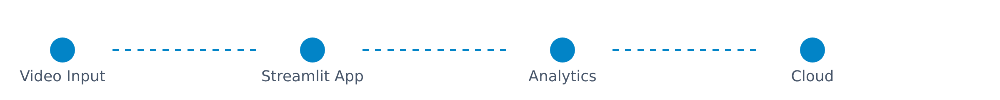 Video Input
Streamlit App
Analytics
Cloud